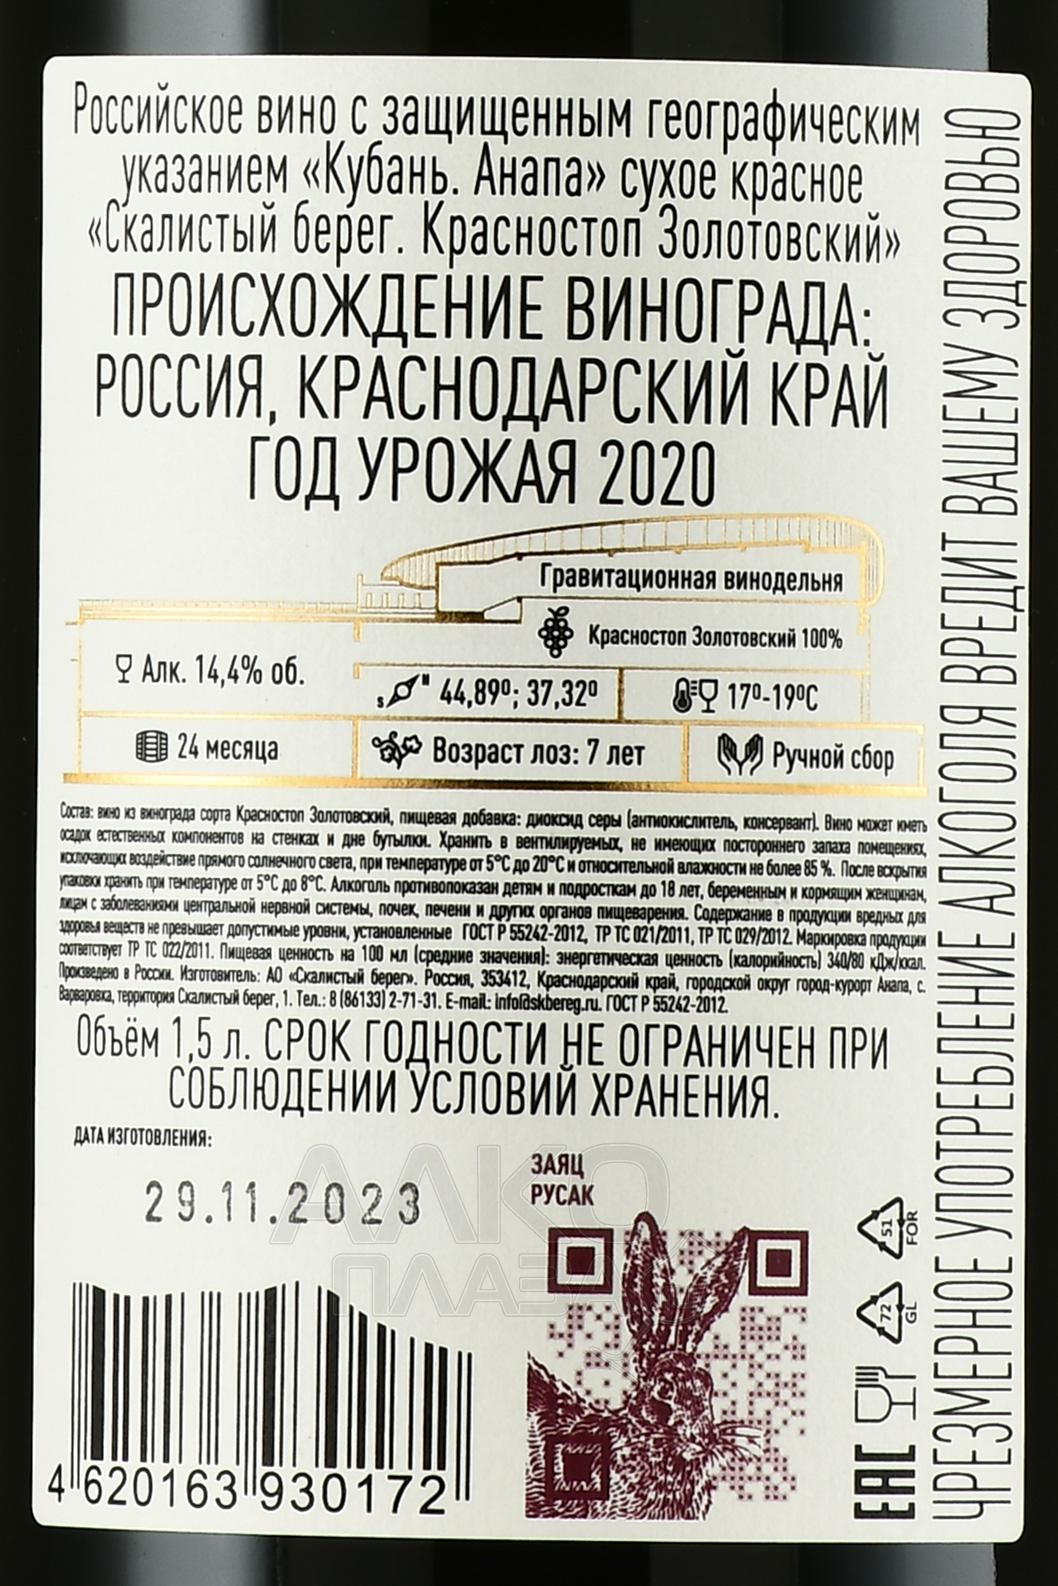 Российское вино с защищенным географическим
указанием «Кубань. Анапа» сухое красное
«Скалистый берег. Красностоп Золотовский»
ПРОИСХОЖДЕНИЕ ВИНОГРАДА:
РОССИЯ, КРАСНОДАРСКИЙ КРАЙ
ГОД УРОЖАЯ 2020
Гравитационная винодельня
Красностоп Золотовский 100%
Алк. 14,4% об.
S N 44,89º; 37,32º
17º-19ºC
24 месяца
Возраст лоз: 7 лет
Ручной сбор
Состав: вино из винограда сорта Красностоп Золотовский, пищевая добавка: диоксид серы (антиокислитель, консервант). Вино может иметь
осадок естественных компонентов на стенках и дне бутылки. Хранить в вентилируемых, не имеющих постороннего запаха помещениях,
исключающих воздействие прямого солнечного света, при температуре от 5°C до 20°C и относительной влажности не более 85 %. После вскрытия
упаковки хранить при температуре от 5°C до 8°C. Алкоголь противопоказан детям и подросткам до 18 лет, беременным и кормящим женщинам,
лицам с заболеваниями центральной нервной системы, почек, печени и других органов пищеварения. Содержание в продукции вредных для
здоровья веществ не превышает допустимые уровни, установленные ГОСТ Р 55242-2012, ТР ТС 021/2011, ТР ТС 029/2012. Маркировка продукции
соответствует ТР ТС 022/2011. Пищевая ценность на 100 мл (средние значения): энергетическая ценность (калорийность) 340/80 кДж/ккал.
Произведено в России. Изготовитель: АО «Скалистый берег». Россия, 353412, Краснодарский край, городской округ город-курорт Анапа, с.
Варваровка, территория Скалистый берег, 1. Тел.: 8 (86133) 2-71-31. E-mail: info@skbereg.ru. ГОСТ Р 55242-2012.
Объём 1,5 л. СРОК ГОДНОСТИ НЕ ОГРАНИЧЕН ПРИ
СОБЛЮДЕНИИ УСЛОВИЙ ХРАНЕНИЯ.
ДАТА ИЗГОТОВЛЕНИЯ:
29.11.2023
ЗАЯЦ
РУСАК
АЛКО
ПЛАЗА
4 620163 930172
51
FOR
72
GL
EAC
ЧРЕЗМЕРНОЕ УПОТРЕБЛЕНИЕ АЛКОГОЛЯ ВРЕДИТ ВАШЕМУ ЗДОРОВЬЮ